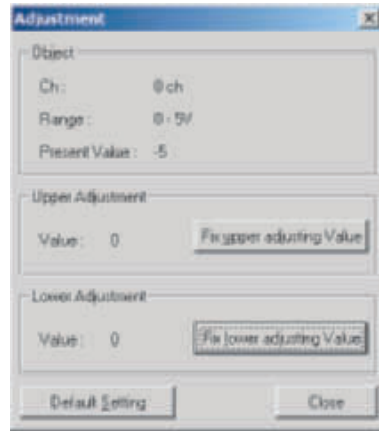 Adjustment
Object
Ch: 0 ch
Range: 0 - 5V
Present Value: -5
Upper Adjustment
Value: 0 Fix upper adjusting Value
Lower Adjustment
Value: 0 Fix lower adjusting Value
Default Setting Close